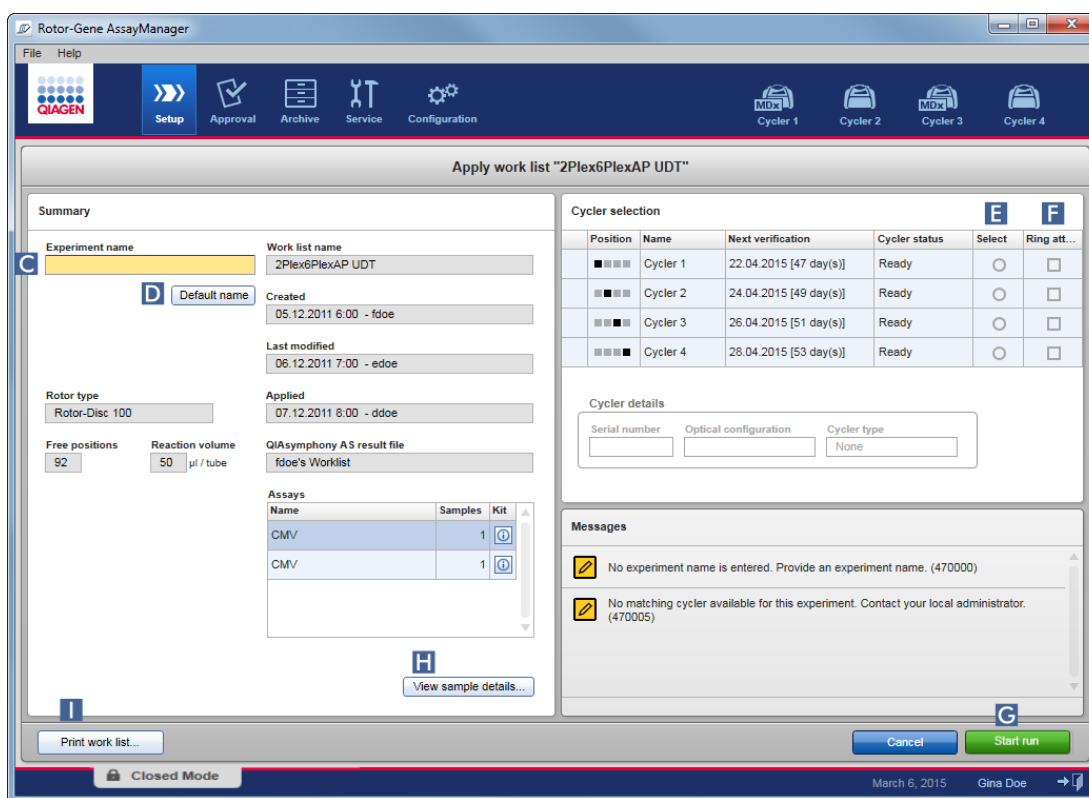 Rotor-Gene AssayManager
File Help
QIAGEN
Setup Approval Archive Service Configuration
MDx MDx
Cycler 1 Cycler 2 Cycler 3 Cycler 4
Apply work list "2Plex6PlexAP UDT"
Summary
Experiment name
C
D
Default name
Work list name
2Plex6PlexAP UDT
Created
05.12.2011 6:00 - fdoe
Last modified
06.12.2011 7:00 - edoe
Rotor type
Rotor-Disc 100
Applied
07.12.2011 8:00 - ddoe
Free positions
92
Reaction volume
50 µl / tube
QIAsymphony AS result file
fdoe's Worklist
Assays
Name Samples Kit
CMV 1
CMV 1
H
View sample details...
I
Print work list...
Cycler selection
E F
Position Name Next verification Cycler status Select Ring att...
Cycler 1 22.04.2015 [47 day(s)] Ready
Cycler 2 24.04.2015 [49 day(s)] Ready
Cycler 3 26.04.2015 [51 day(s)] Ready
Cycler 4 28.04.2015 [53 day(s)] Ready
Cycler details
Serial number Optical configuration Cycler type
None
Messages
No experiment name is entered. Provide an experiment name. (470000)
No matching cycler available for this experiment. Contact your local administrator.
(470005)
G
Cancel Start run
Closed Mode
March 6, 2015 Gina Doe